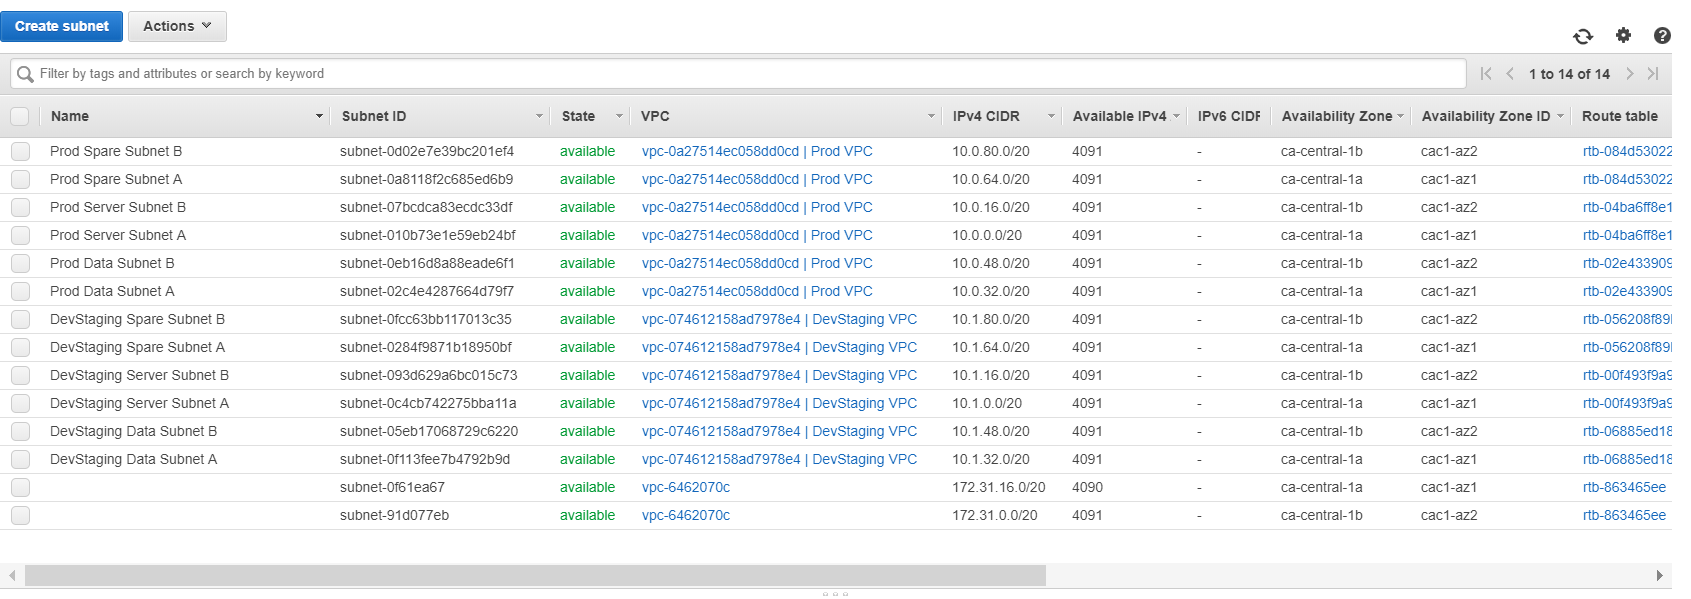 Create subnet Actions
Filter by tags and attributes or search by keyword 1 to 14 of 14
Name Subnet ID State VPC IPv4 CIDR Available IPv4 IPv6 CIDR Availability Zone Availability Zone ID Route table
Prod Spare Subnet B subnet-0d02e7e39bc201ef4 available vpc-0a27514ec058dd0cd | Prod VPC 10.0.80.0/20 4091 - ca-central-1b cac1-az2 rtb-084d53022
Prod Spare Subnet A subnet-0a8118f2c685ed6b9 available vpc-0a27514ec058dd0cd | Prod VPC 10.0.64.0/20 4091 - ca-central-1a cac1-az1 rtb-084d53022
Prod Server Subnet B subnet-07bcdca83ecdc33df available vpc-0a27514ec058dd0cd | Prod VPC 10.0.16.0/20 4091 - ca-central-1b cac1-az2 rtb-04ba6ff8e1
Prod Server Subnet A subnet-010b73e1e59eb24bf available vpc-0a27514ec058dd0cd | Prod VPC 10.0.0.0/20 4091 - ca-central-1a cac1-az1 rtb-04ba6ff8e1
Prod Data Subnet B subnet-0eb16d8a88eade6f1 available vpc-0a27514ec058dd0cd | Prod VPC 10.0.48.0/20 4091 - ca-central-1b cac1-az2 rtb-02e433909
Prod Data Subnet A subnet-02c4e4287664d79f7 available vpc-0a27514ec058dd0cd | Prod VPC 10.0.32.0/20 4091 - ca-central-1a cac1-az1 rtb-02e433909
DevStaging Spare Subnet B subnet-0fcc63bb117013c35 available vpc-074612158ad7978e4 | DevStaging VPC 10.1.80.0/20 4091 - ca-central-1b cac1-az2 rtb-056208f89
DevStaging Spare Subnet A subnet-0284f9871b18950bf available vpc-074612158ad7978e4 | DevStaging VPC 10.1.64.0/20 4091 - ca-central-1a cac1-az1 rtb-056208f89
DevStaging Server Subnet B subnet-093d629a6bc015c73 available vpc-074612158ad7978e4 | DevStaging VPC 10.1.16.0/20 4091 - ca-central-1b cac1-az2 rtb-00f493f9a9
DevStaging Server Subnet A subnet-0c4cb742275bba11a available vpc-074612158ad7978e4 | DevStaging VPC 10.1.0.0/20 4091 - ca-central-1a cac1-az1 rtb-00f493f9a9
DevStaging Data Subnet B subnet-05eb17068729c6220 available vpc-074612158ad7978e4 | DevStaging VPC 10.1.48.0/20 4091 - ca-central-1b cac1-az2 rtb-06885ed18
DevStaging Data Subnet A subnet-0f113fee7b4792b9d available vpc-074612158ad7978e4 | DevStaging VPC 10.1.32.0/20 4091 - ca-central-1a cac1-az1 rtb-06885ed18
subnet-0f61ea67 available vpc-6462070c 172.31.16.0/20 4090 - ca-central-1a cac1-az1 rtb-863465ee
subnet-91d077eb available vpc-6462070c 172.31.0.0/20 4091 - ca-central-1b cac1-az2 rtb-863465ee